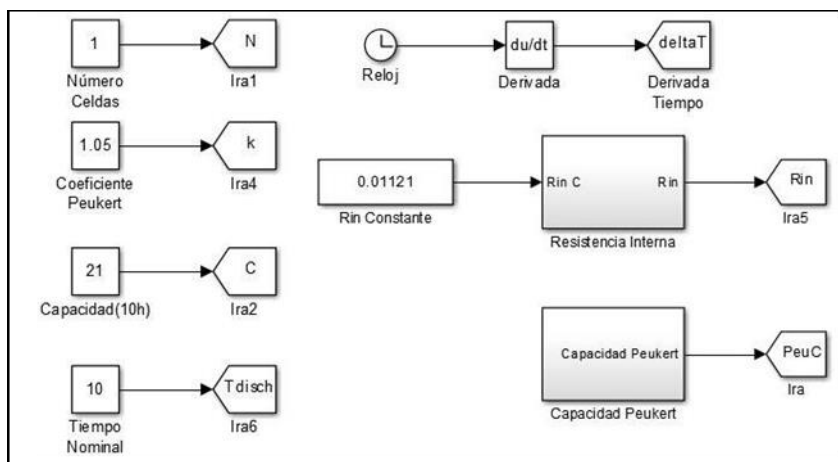 1
N
Número
Celdas
Ira1
Reloj
du/dt
Derivada
deltaT
Derivada
Tiempo
1.05
k
Coeficiente
Peukert
Ira4
0.01121
Rin Constante
Rin C
Rin
Resistencia Interna
Rin
Ira5
21
C
Capacidad(10h)
Ira2
Capacidad Peukert
Capacidad Peukert
PeuC
Ira
10
Tdisch
Tiempo
Nominal
Ira6